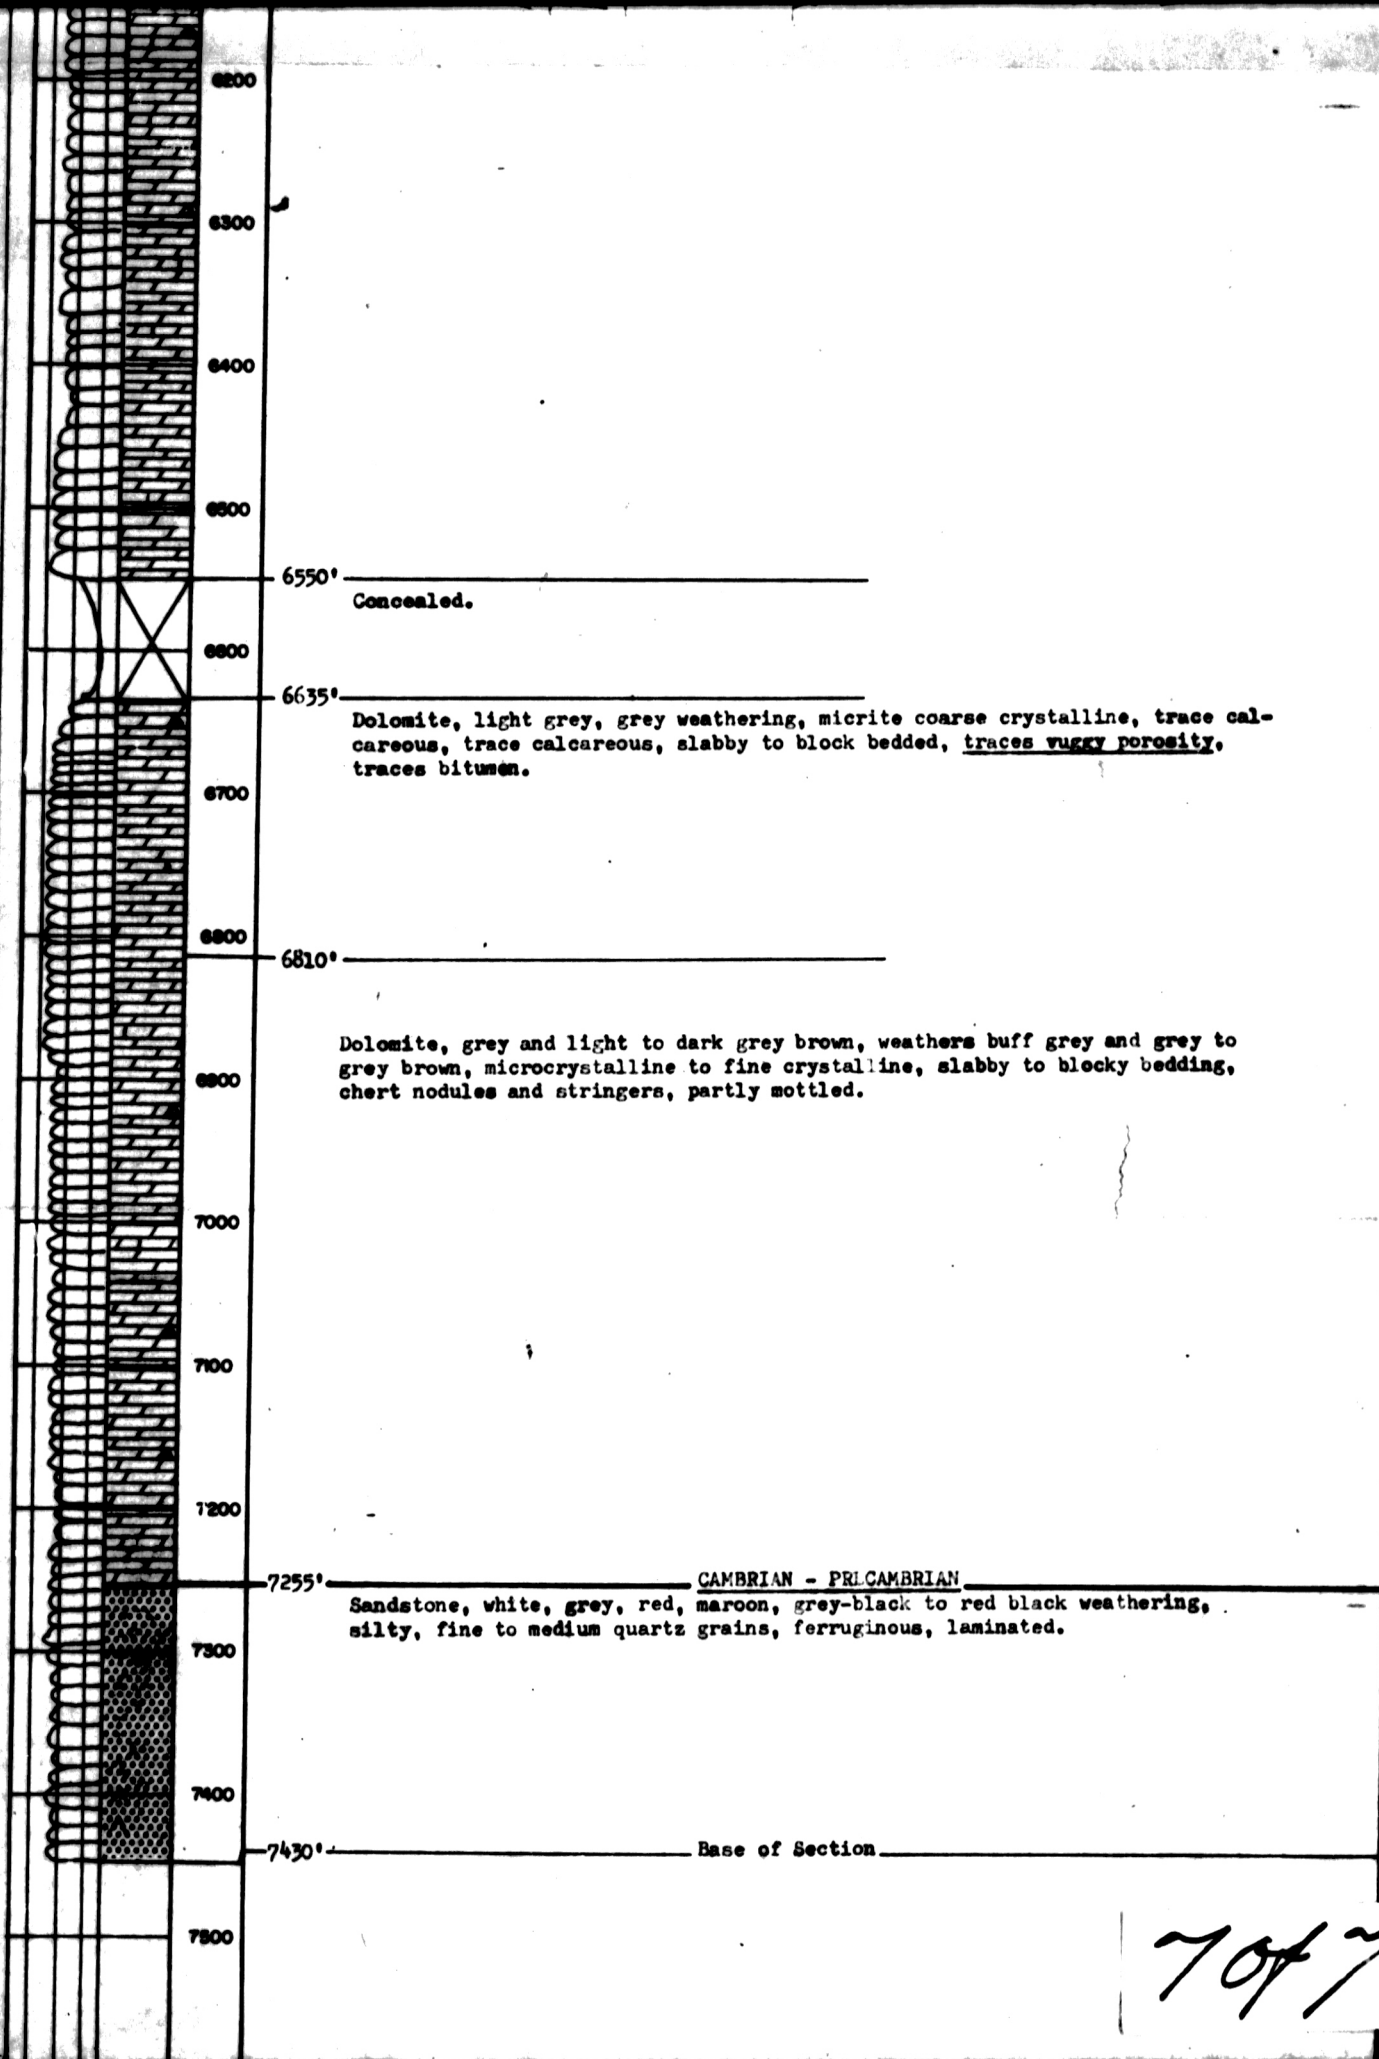 6200
6300
6400
6500
6550'
Concealed.
6600
6635'
Dolomite, light grey, grey weathering, micrite coarse crystalline, trace cal-
careous, trace calcareous, slabby to block bedded, traces vuggy porosity,
traces bitumen.
6700
6800
6810'
Dolomite, grey and light to dark grey brown, weathers buff grey and grey to
grey brown, microcrystalline to fine crystalline, slabby to blocky bedding,
chert nodules and stringers, partly mottled.
6900
7000
7100
7200
7255' CAMBRIAN - PRECAMBRIAN
Sandstone, white, grey, red, maroon, grey-black to red black weathering,
silty, fine to medium quartz grains, ferruginous, laminated.
7300
7400
7430' Base of Section
7500
7 of 7